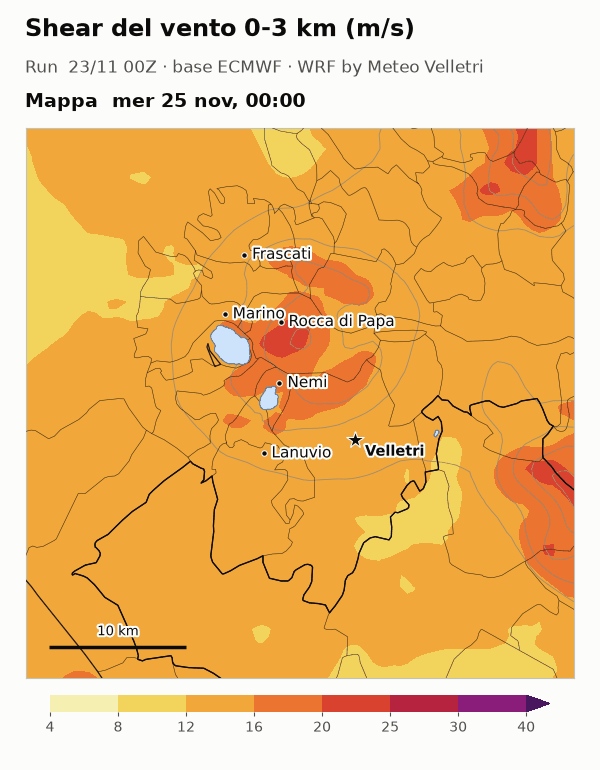 Shear del vento 0-3 km (m/s)
Run  23/11 00Z · base ECMWF · WRF by Meteo Velletri
Mappa  mer 25 nov, 00:00
Frascati
Marino
Rocca di Papa
Nemi
Velletri
Lanuvio
10 km
4 8 12 16 20 25 30 40